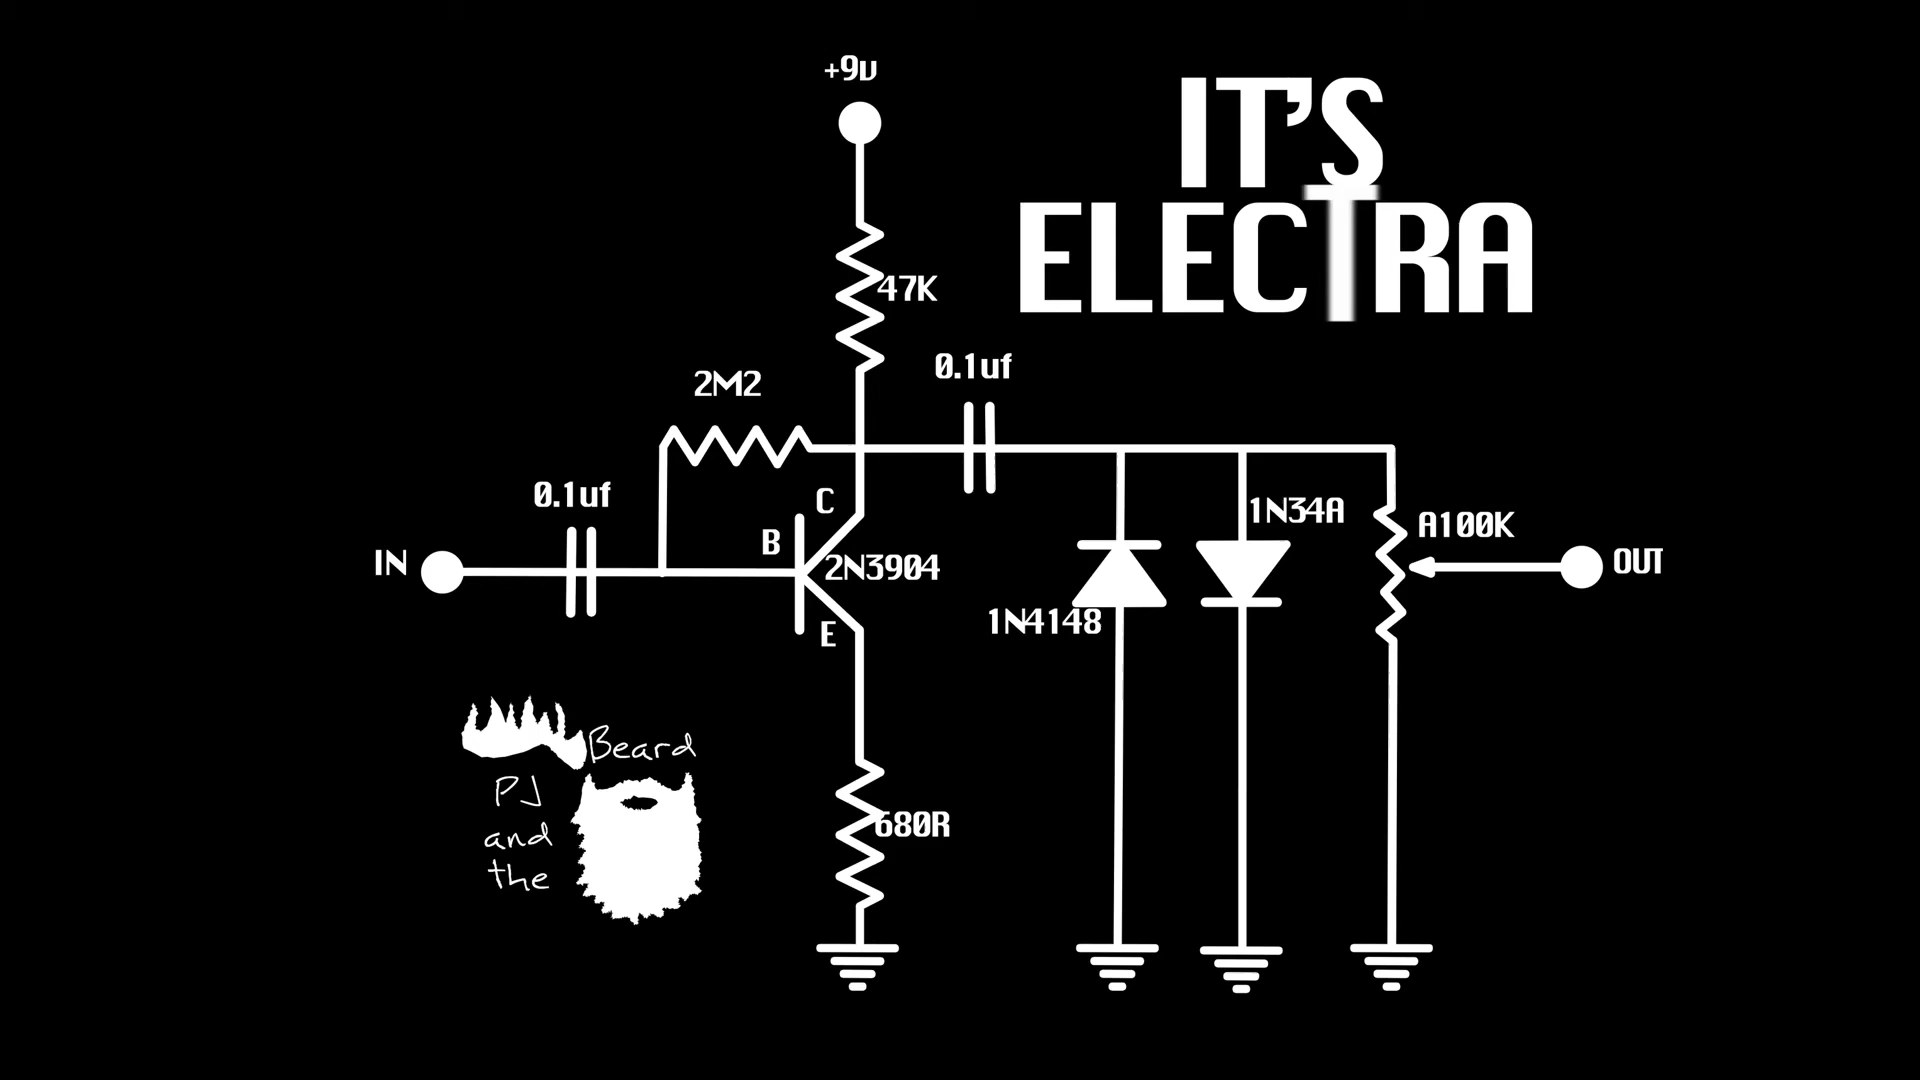 +9v
IT'S
ELECTRA
47K
0.1uf
2M2
0.1uf
C
1N34A
A100K
B
IN
2N3904
OUT
1N4148
E
Beard
PJ
and
the
680R